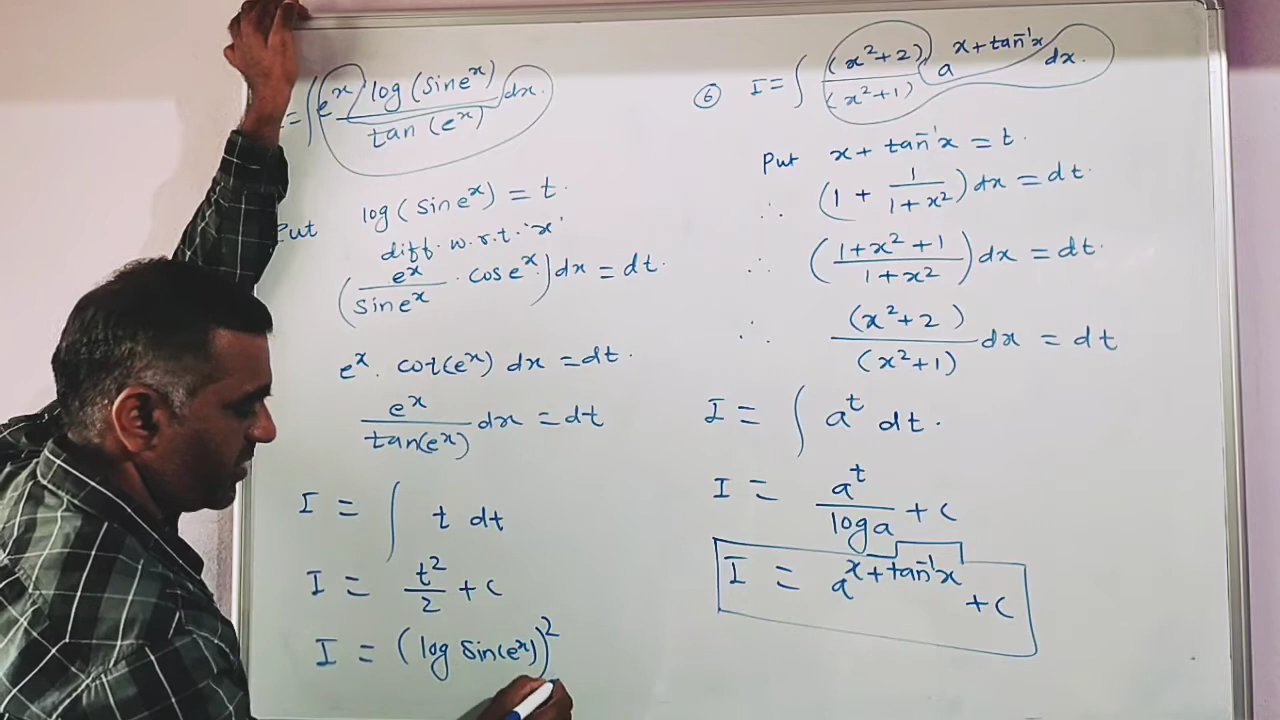 = ∫ e^x log(sin e^x) / tan(e^x) dx.
Put log(sin e^x) = t.
diff. w.r.t. 'x'
(e^x / sin e^x · cos e^x) dx = dt.
e^x. cot(e^x) dx = dt.
e^x / tan(e^x) dx = dt
I = ∫ t dt
I = t^2 / 2 + c
I = (log sin(e^x))^2
⑥ I = ∫ (x^2+2) / (x^2+1) a^(x+tan^-1 x) dx.
Put x + tan^-1 x = t.
∴ (1 + 1 / 1+x^2) dx = dt.
∴ (1+x^2+1 / 1+x^2) dx = dt.
∴ (x^2+2) / (x^2+1) dx = dt
I = ∫ a^t dt.
I = a^t / log a + c
I = a^(x+tan^-1 x) + c